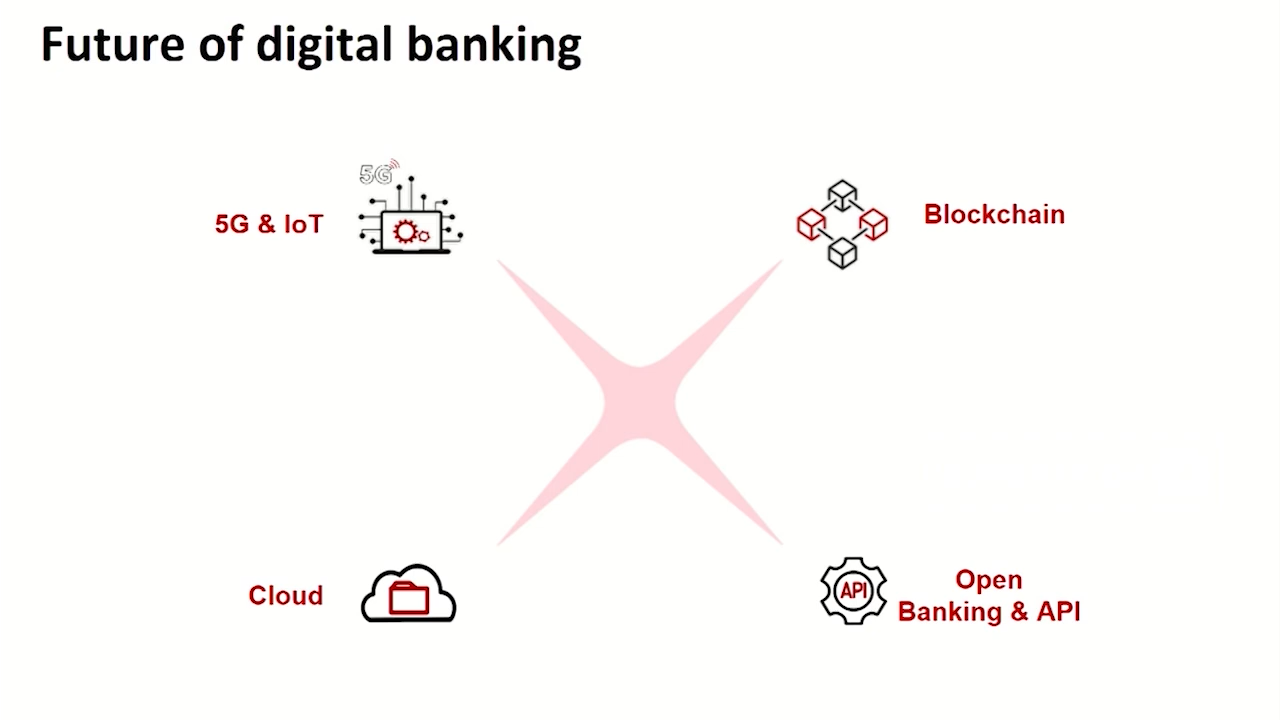 Future of digital banking
5G
5G & IoT
Blockchain
Cloud
API
Open
Banking & API